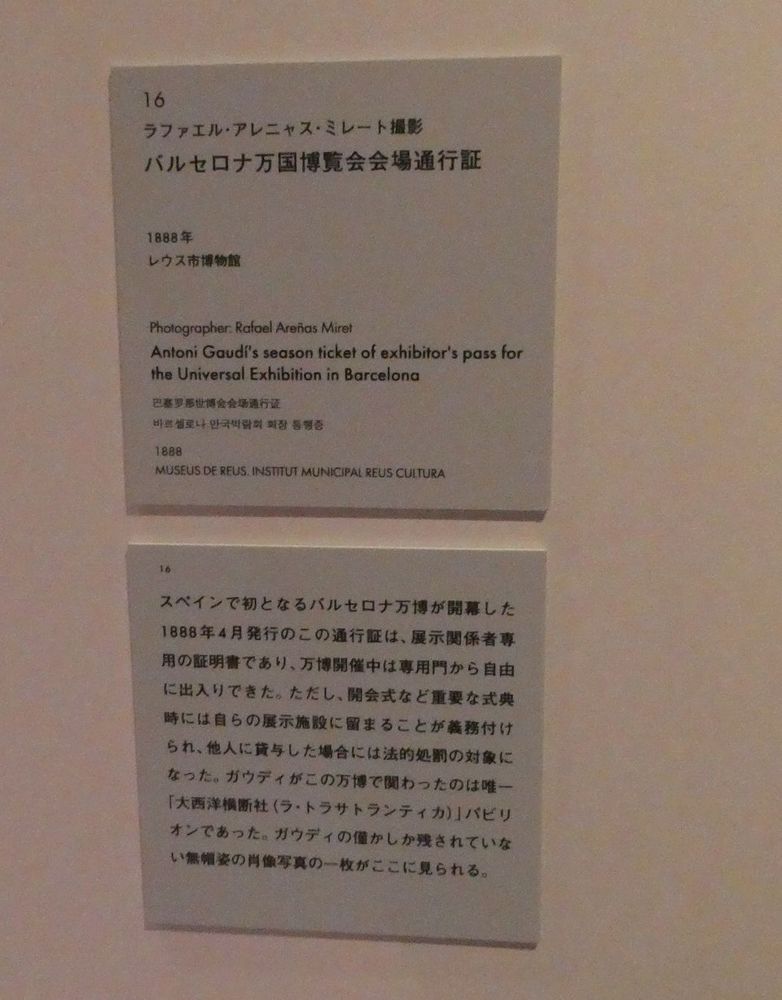 16
ラファエル・アレニャス・ミレート撮影
バルセロナ万国博覧会会場通行証
1888年
レウス市博物館
Photographer: Rafael Areñas Miret
Antoni Gaudí's season ticket of exhibitor's pass for
the Universal Exhibition in Barcelona
巴塞罗那世博会会场通行证
바르셀로나 만국박람회 회장 통행증
1888
MUSEUS DE REUS. INSTITUT MUNICIPAL REUS CULTURA
16
スペインで初となるバルセロナ万博が開幕した
1888年4月発行のこの通行証は、展示関係者専
用の証明書であり、万博開催中は専用門から自由
に出入りできた。ただし、開会式など重要な式典
時には自らの展示施設に留まることが義務付け
られ、他人に貸与した場合には法的処罰の対象に
なった。ガウディがこの万博で関わったのは唯一
「大西洋横断社（ラ・トラサトランティカ）」パビリ
オンであった。ガウディの僅かしか残されていな
い無帽姿の肖像写真の一枚がここに見られる。